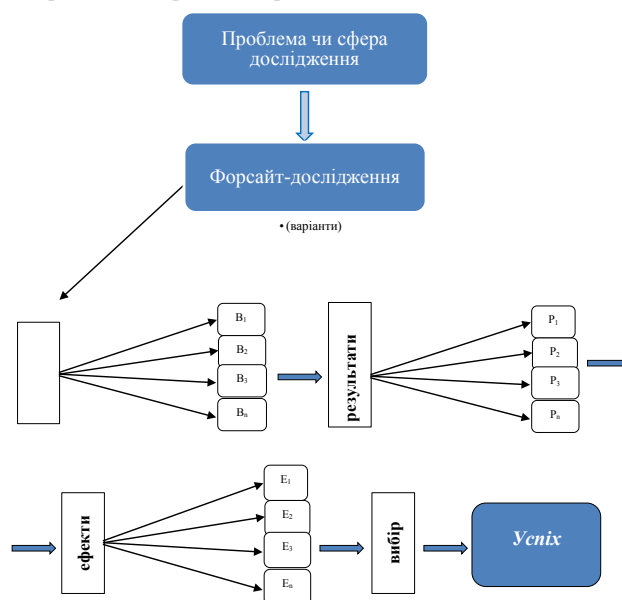 Проблема чи сфера
дослідження
Форсайт-дослідження
• (варіанти)
В₁
В₂
В₃
Вₙ
результати
Р₁
Р₂
Р₃
Рₙ
ефекти
Е₁
Е₂
Е₃
Еₙ
вибір
Успіх